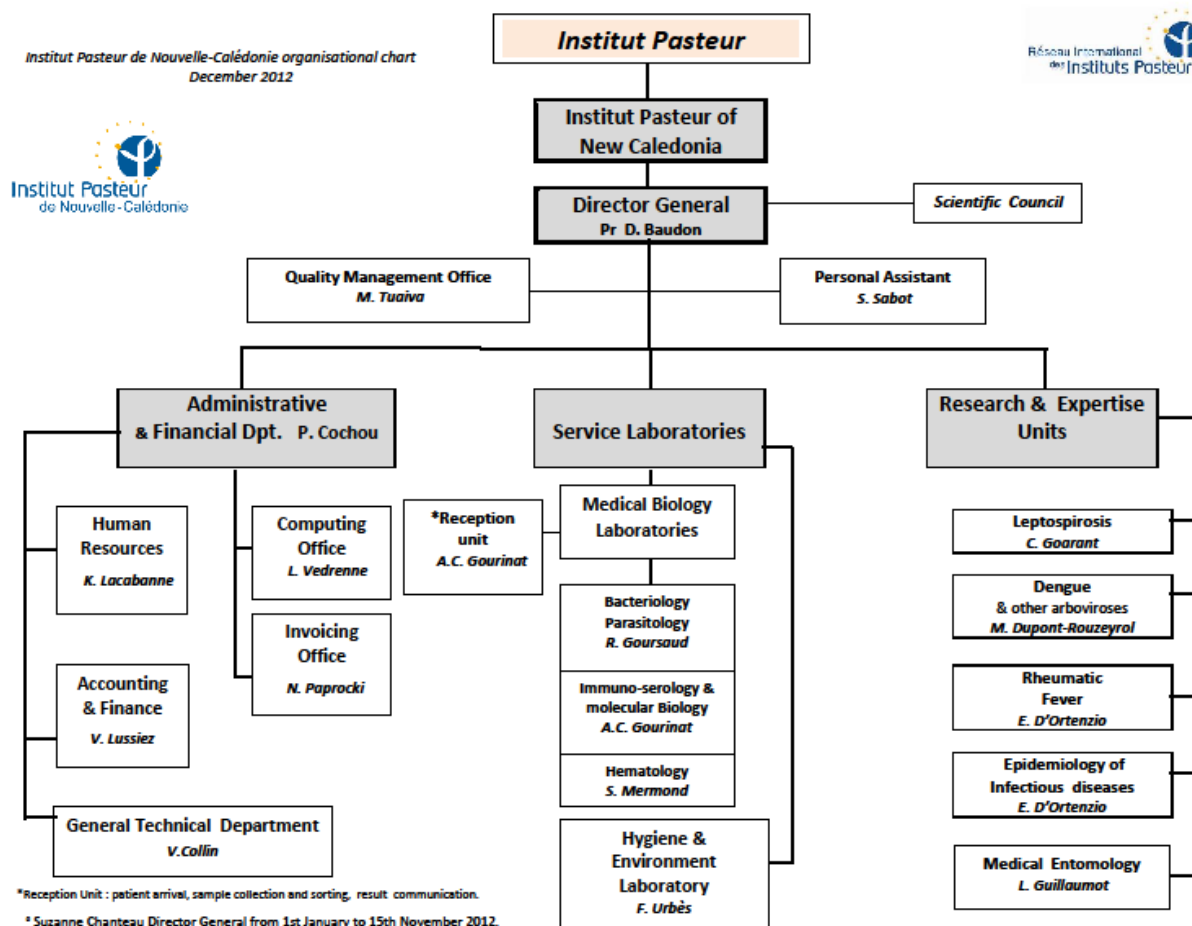 Institut Pasteur de Nouvelle-Calédonie organisational chart
December 2012
Institut Pasteur
Réseau International
des Instituts Pasteur
Institut Pasteur
de Nouvelle-Calédonie
Institut Pasteur of
New Caledonia
Director General
Pr D. Baudon
Scientific Council
Quality Management Office
M. Tuaiva
Personal Assistant
S. Sabot
Administrative
& Financial Dpt. P. Cochou
Service Laboratories
Research & Expertise
Units
Human
Resources
K. Lacabanne
Computing
Office
L. Vedrenne
Accounting
& Finance
V. Lussiez
Invoicing
Office
N. Paprocki
General Technical Department
V.Collin
*Reception
unit
A.C. Gourinat
Medical Biology
Laboratories
Bacteriology
Parasitology
R. Goursaud
Immuno-serology &
molecular Biology
A.C. Gourinat
Hematology
S. Mermond
Hygiene &
Environment
Laboratory
F. Urbès
Leptospirosis
C. Goarant
Dengue
& other arboviroses
M. Dupont-Rouzeyrol
Rheumatic
Fever
E. D'Ortenzio
Epidemiology of
Infectious diseases
E. D'Ortenzio
Medical Entomology
L. Guillaumot
*Reception Unit : patient arrival, sample collection and sorting, result communication.
° Suzanne Chanteau Director General from 1st January to 15th November 2012.